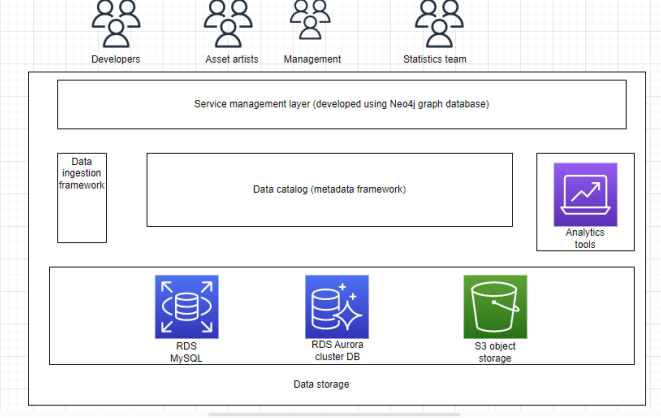 Developers
Asset artists
Management
Statistics team
Service management layer (developed using Neo4j graph database)
Data
ingestion
framework
Data catalog (metadata framework)
Analytics
tools
RDS
MySQL
RDS Aurora
cluster DB
S3 object
storage
Data storage